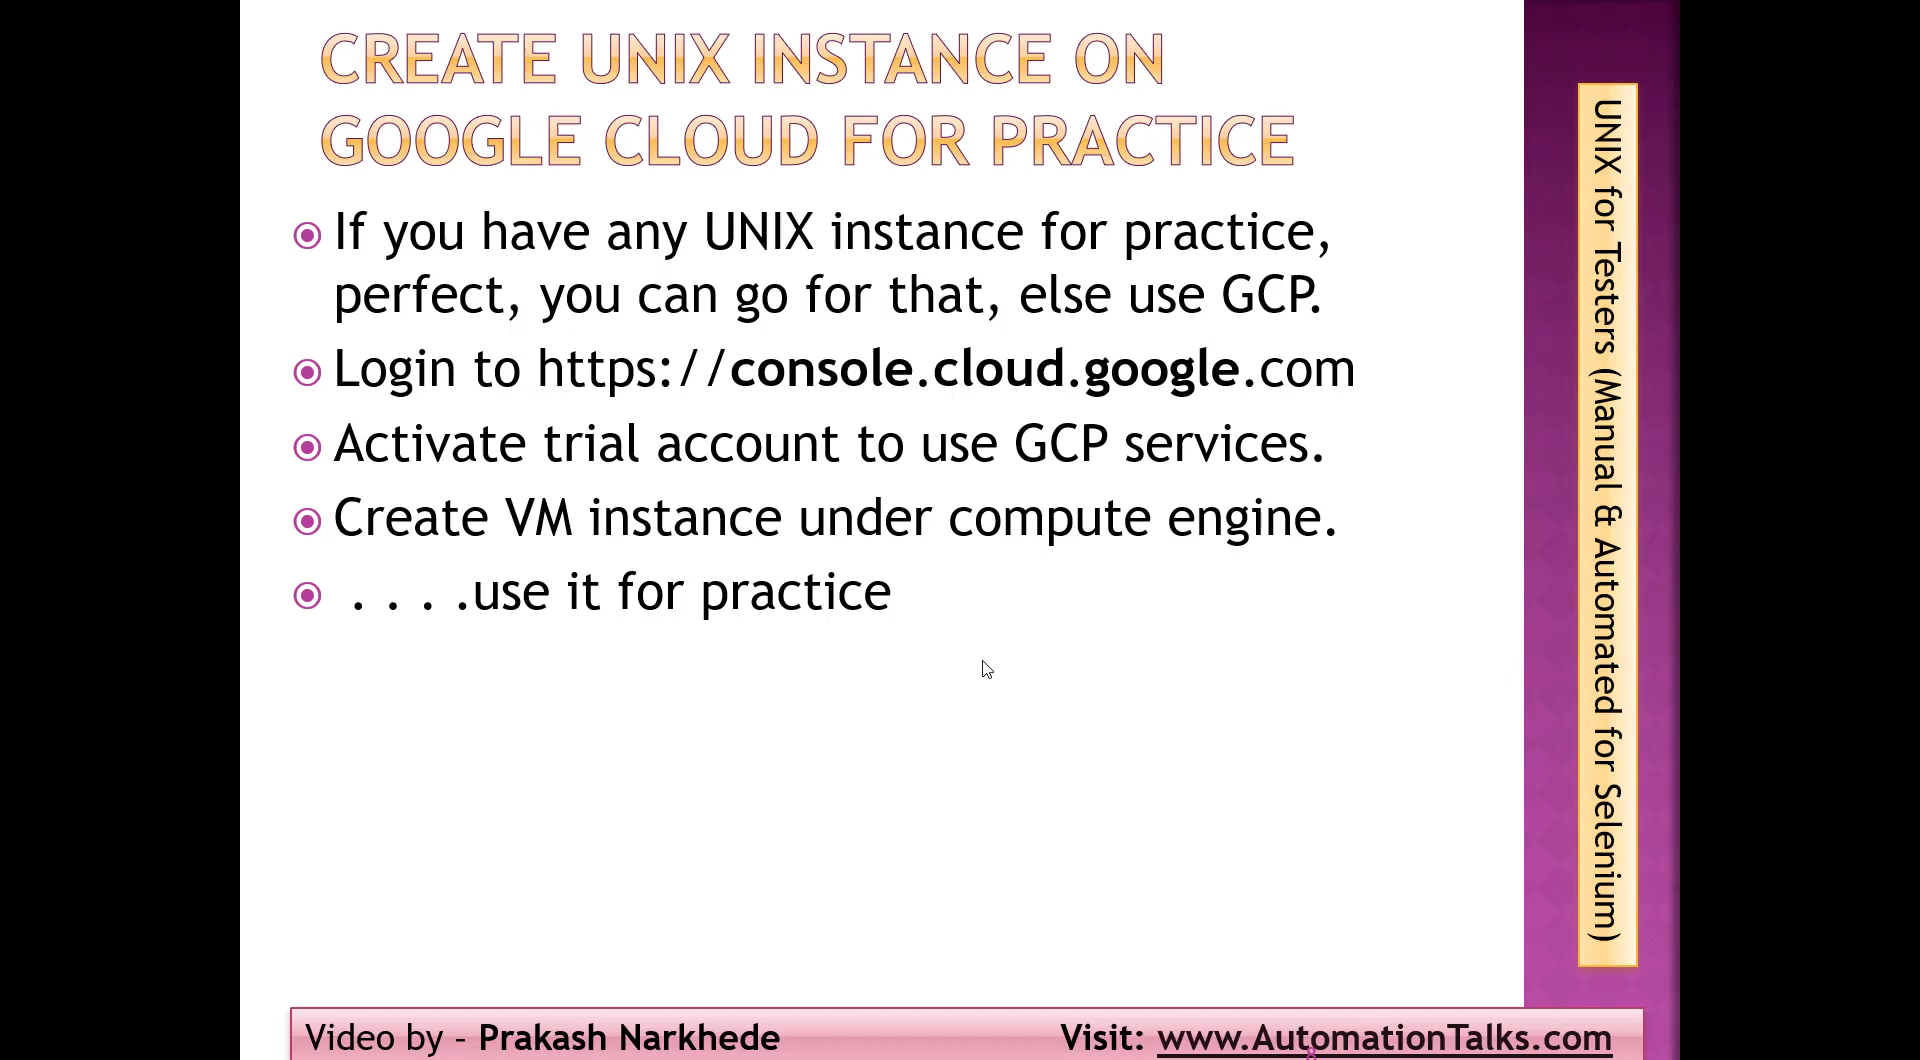 CREATE UNIX INSTANCE ON
GOOGLE CLOUD FOR PRACTICE
If you have any UNIX instance for practice,
perfect, you can go for that, else use GCP.
Login to https://console.cloud.google.com
Activate trial account to use GCP services.
Create VM instance under compute engine.
. . . .use it for practice
UNIX for Testers (Manual & Automated for Selenium)
Video by – Prakash Narkhede
Visit: www.AutomationTalks.com
8